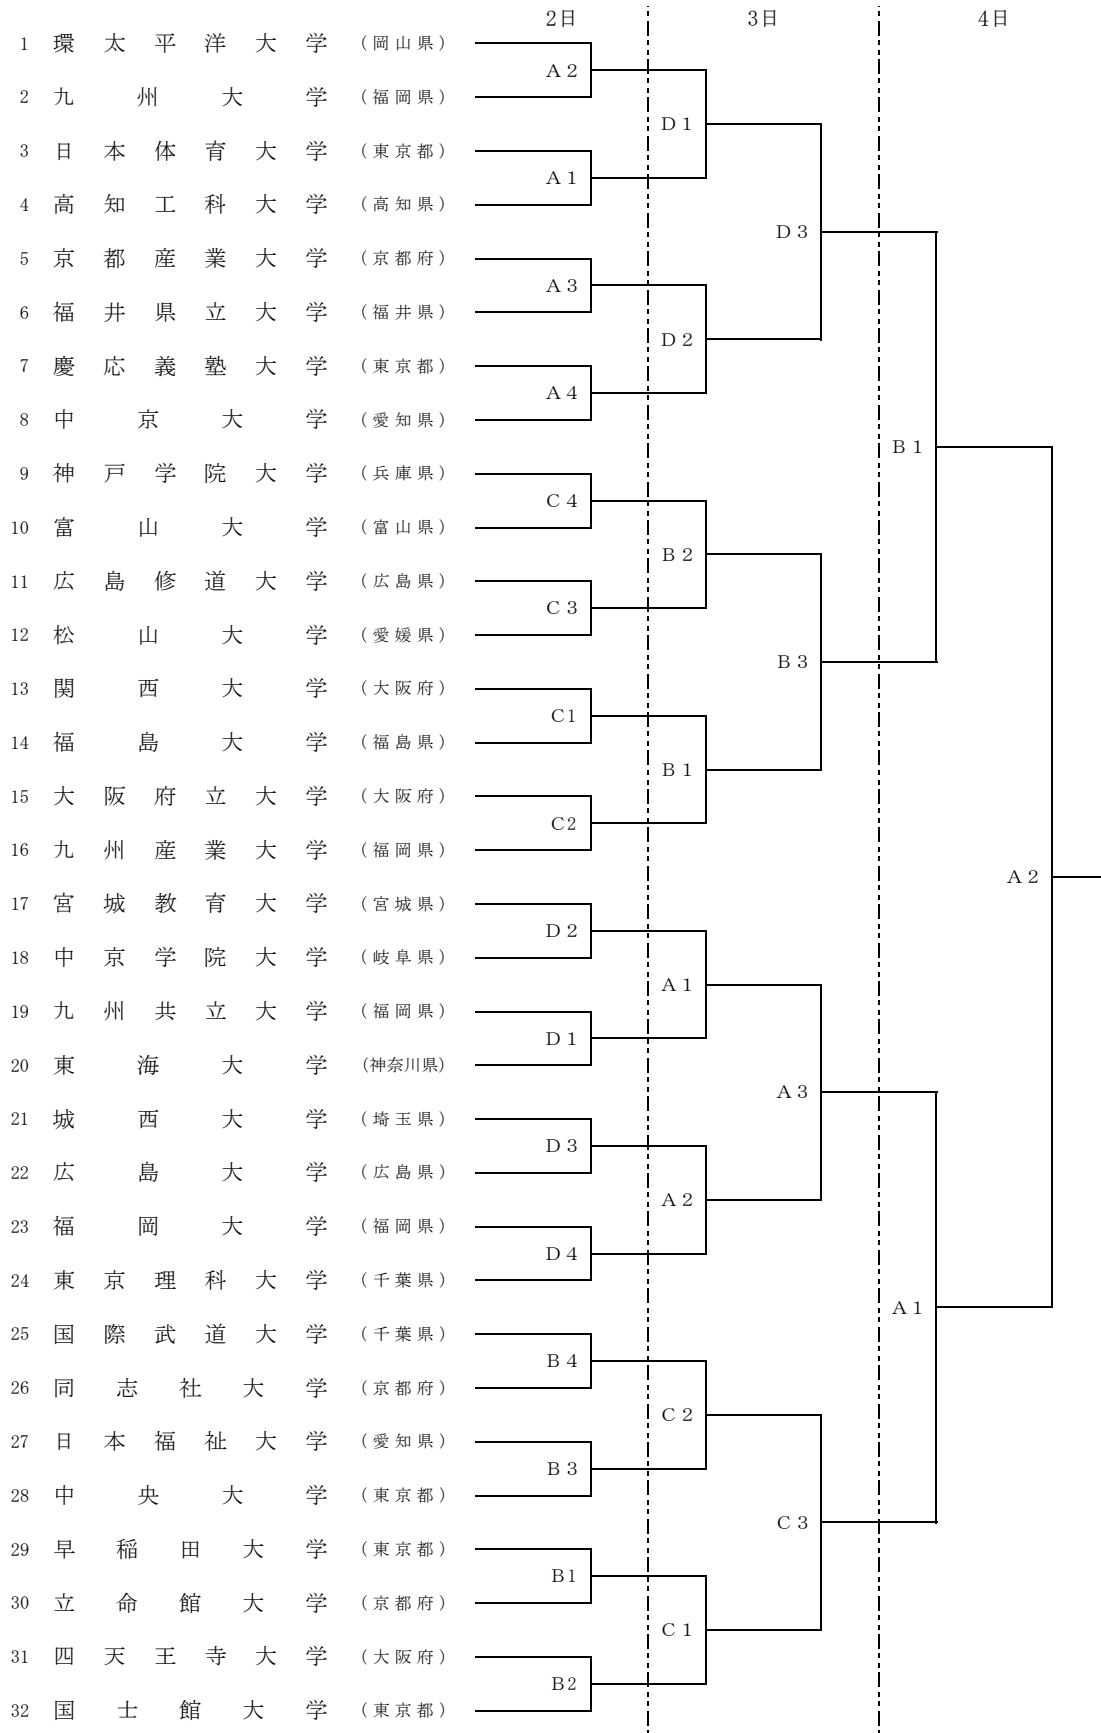 2日 3日 4日
1 環太平洋大学 (岡山県)
A 2
2 九州大学 (福岡県)
D 1
3 日本体育大学 (東京都)
A 1
4 高知工科大学 (高知県)
D 3
5 京都産業大学 (京都府)
A 3
6 福井県立大学 (福井県)
D 2
7 慶応義塾大学 (東京都)
A 4
8 中京大学 (愛知県)
B 1
9 神戸学院大学 (兵庫県)
C 4
10 富山大学 (富山県)
B 2
11 広島修道大学 (広島県)
C 3
12 松山大学 (愛媛県)
B 3
13 関西大学 (大阪府)
C1
14 福島大学 (福島県)
B 1
15 大阪府立大学 (大阪府)
C2
16 九州産業大学 (福岡県)
A 2
17 宮城教育大学 (宮城県)
D 2
18 中京学院大学 (岐阜県)
A 1
19 九州共立大学 (福岡県)
D 1
20 東海大学 (神奈川県)
A 3
21 城西大学 (埼玉県)
D 3
22 広島大学 (広島県)
A 2
23 福岡大学 (福岡県)
D 4
24 東京理科大学 (千葉県)
A 1
25 国際武道大学 (千葉県)
B 4
26 同志社大学 (京都府)
C 2
27 日本福祉大学 (愛知県)
B 3
28 中央大学 (東京都)
C 3
29 早稲田大学 (東京都)
B1
30 立命館大学 (京都府)
C 1
31 四天王寺大学 (大阪府)
B2
32 国士館大学 (東京都)